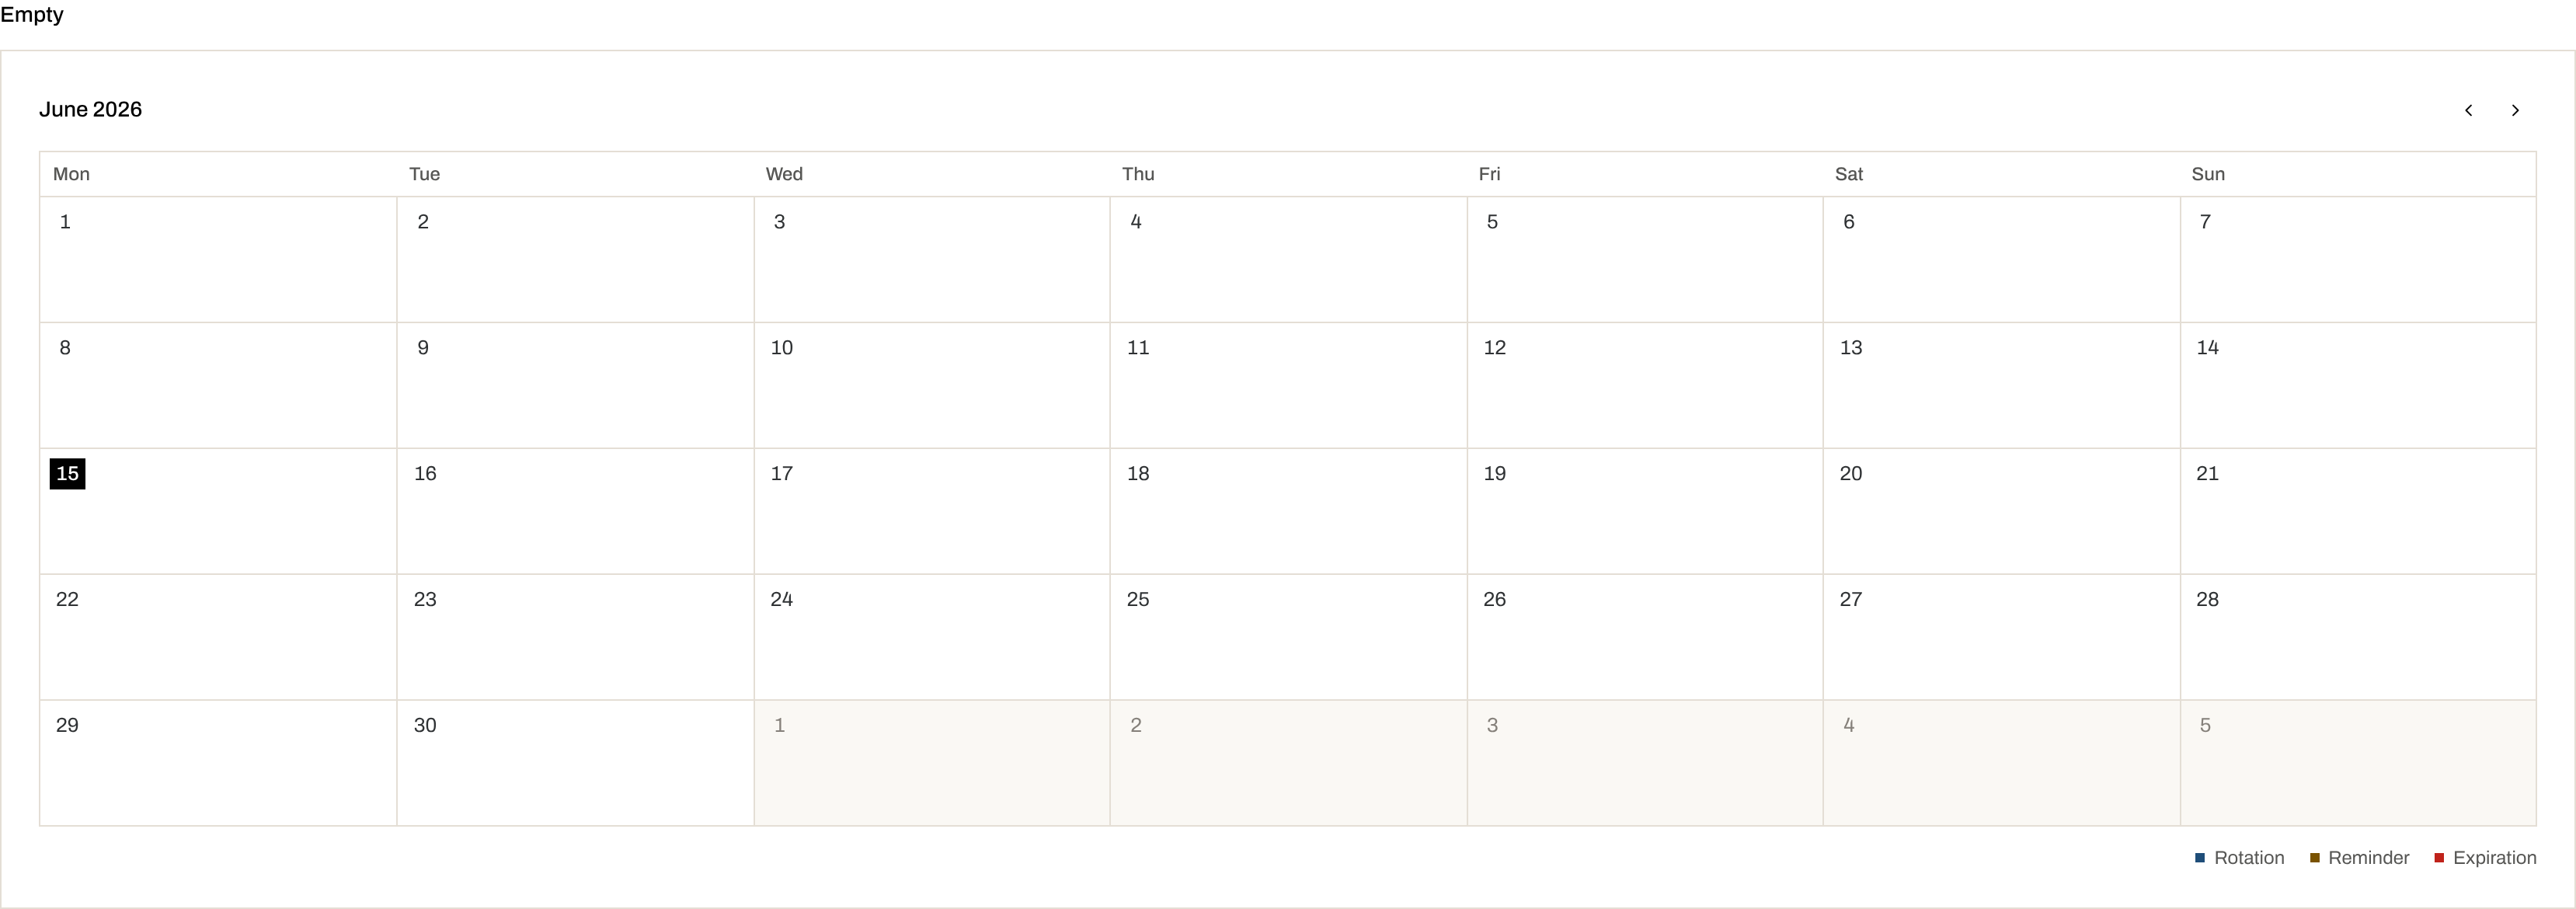 Empty
June 2026
Mon Tue Wed Thu Fri Sat Sun
1 2 3 4 5 6 7
8 9 10 11 12 13 14
15 16 17 18 19 20 21
22 23 24 25 26 27 28
29 30 1 2 3 4 5
Rotation Reminder Expiration